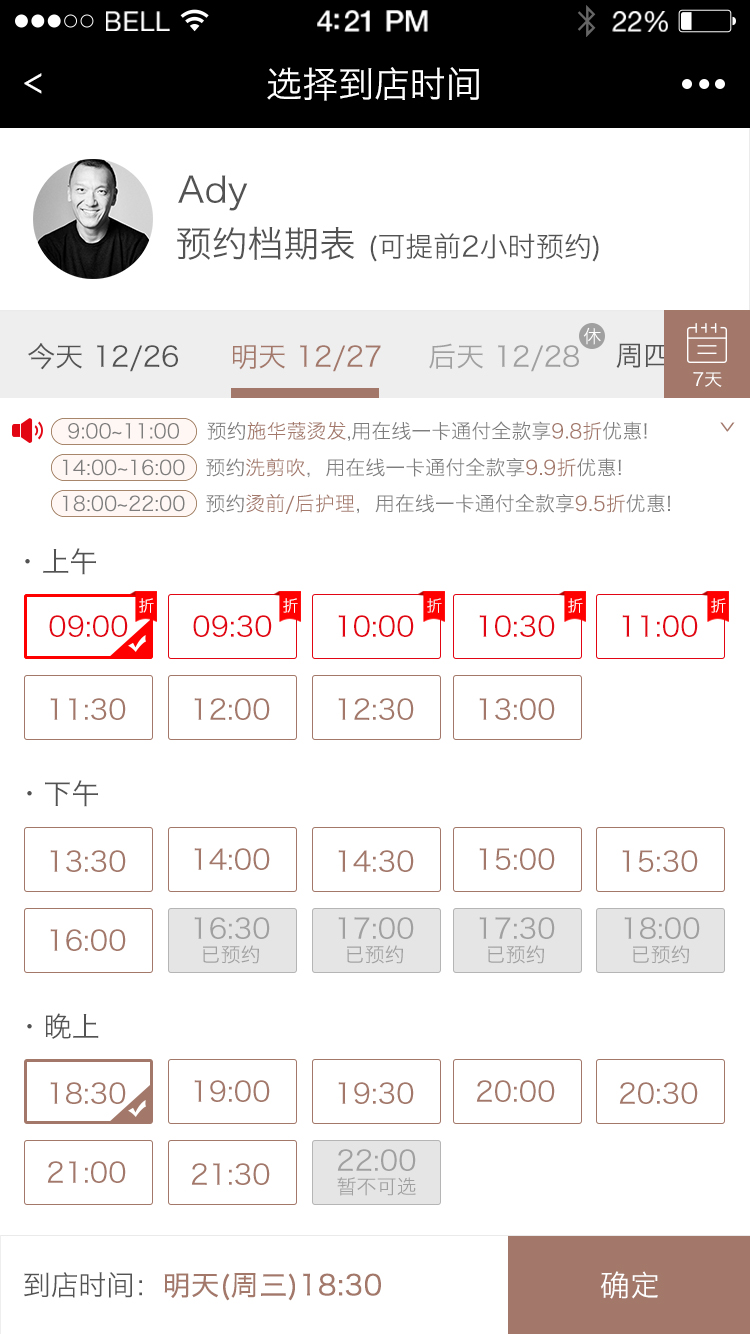 BELL 4:21 PM 22%
< 选择到店时间
Ady
预约档期表 (可提前2小时预约)
今天 12/26 明天 12/27 后天 12/28 休 周四 7天
9:00~11:00 预约施华蔻烫发,用在线一卡通付全款享9.8折优惠!
14:00~16:00 预约洗剪吹，用在线一卡通付全款享9.9折优惠!
18:00~22:00 预约烫前/后护理，用在线一卡通付全款享9.5折优惠!
· 上午
09:00 折 09:30 折 10:00 折 10:30 折 11:00 折
11:30 12:00 12:30 13:00
· 下午
13:30 14:00 14:30 15:00 15:30
16:00 16:30 17:00 17:30 18:00
已预约 已预约 已预约 已预约
· 晚上
18:30 19:00 19:30 20:00 20:30
21:00 21:30 22:00
暂不可选
到店时间：明天(周三)18:30 确定